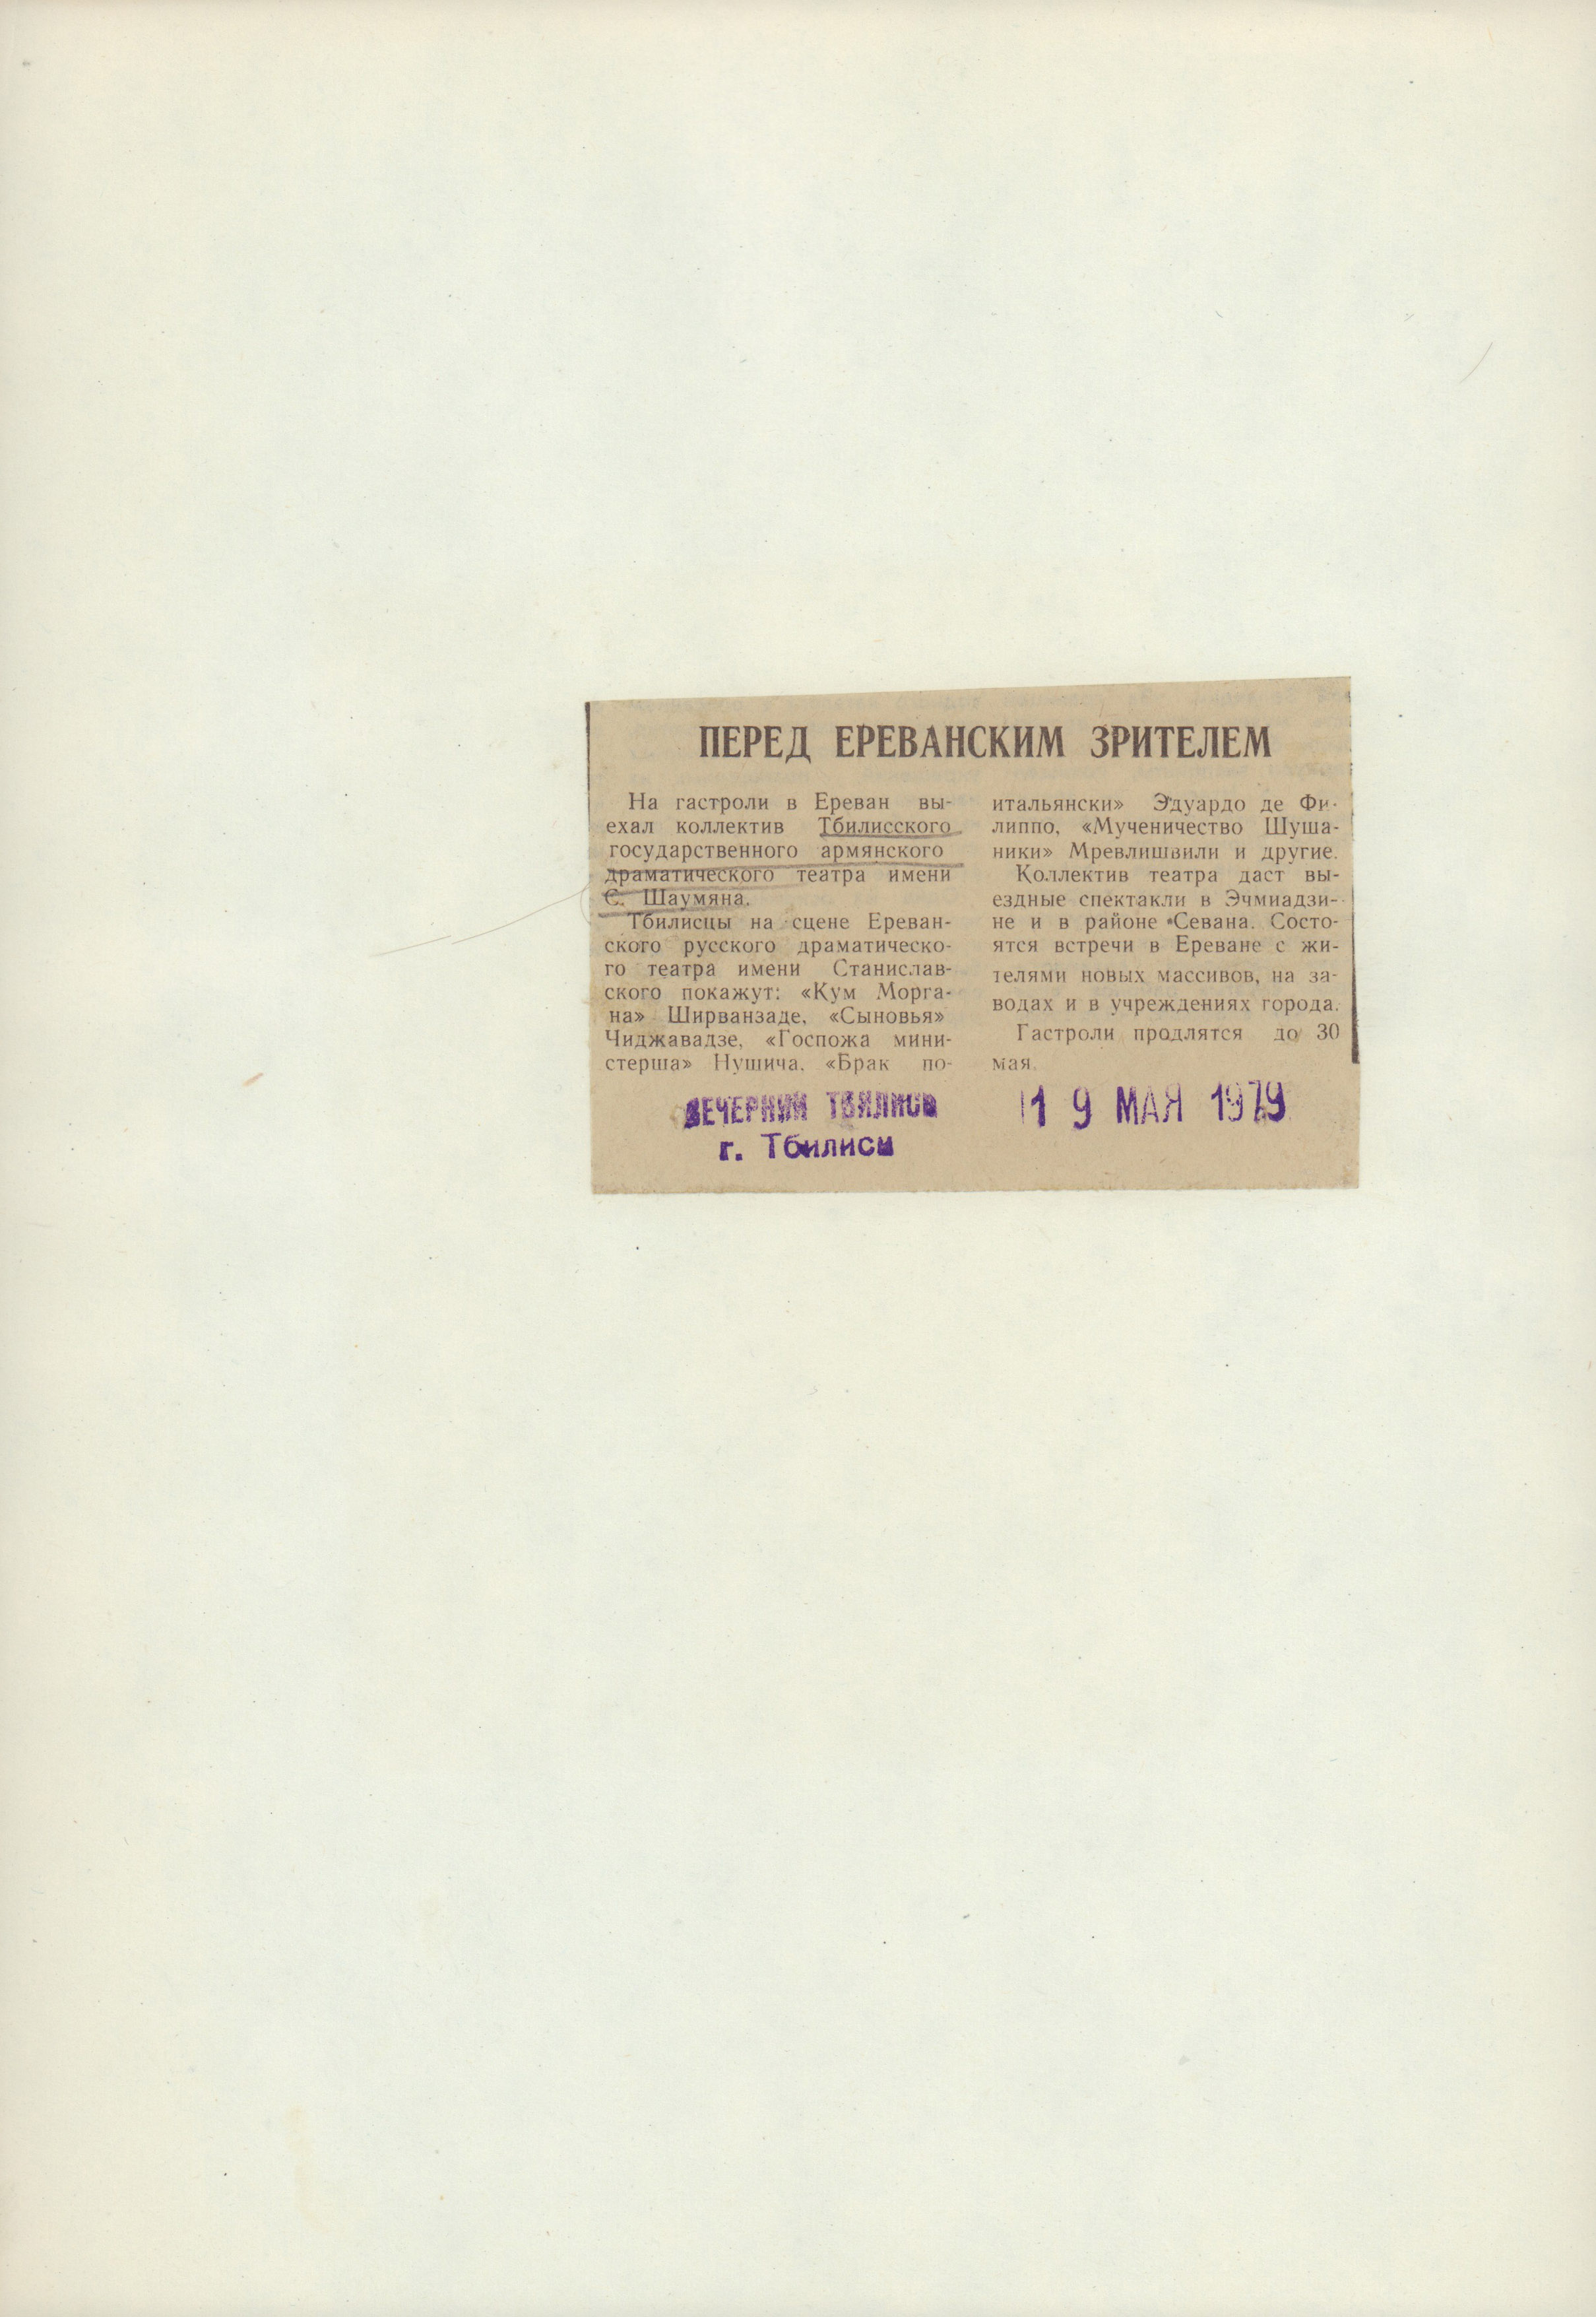 ПЕРЕД ЕРЕВАНСКИМ ЗРИТЕЛЕМ
На гастроли в Ереван вы-
ехал коллектив Тбилисского
государственного армянского
драматического театра имени
С. Шаумяна.
Тбилисцы на сцене Ереван-
ского русского драматическо-
го театра имени Станислав-
ского покажут: «Кум Морга-
на» Ширванзаде, «Сыновья»
Чиджавадзе, «Госпожа мини-
стерша» Нушича, «Брак по-
итальянски» Эдуардо де Фи-
липпо, «Мученичество Шуша-
ники» Мревлишвили и другие.
Коллектив театра даст вы-
ездные спектакли в Эчмиадзи-
не и в районе Севана. Состо-
ятся встречи в Ереване с жи-
телями новых массивов, на за-
водах и в учреждениях города.
Гастроли продлятся до 30
мая.
ВЕЧЕРНИЙ ТБИЛИСИ
г. Тбилиси
19 МАЯ 1979